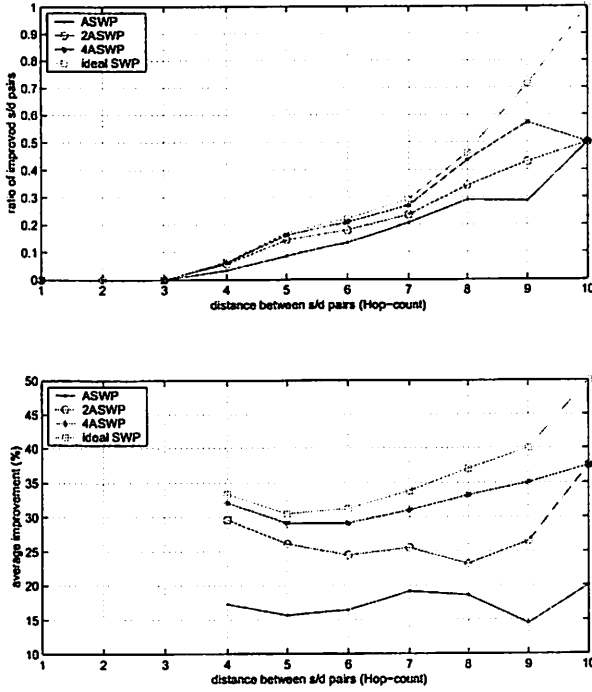 1
ASWP
0.9
2ASWP
4ASWP
0.8
ideal SWP
0.7
0.6
0.5
0.4
0.3
0.2
0.1
0
ratio of improved s/d pairs
1 2 3 4 5 6 7 8 9 10
distance between s/d pairs (Hop-count)
50
ASWP
45
2ASWP
4ASWP
40
ideal SWP
35
30
25
20
15
10
average improvement (%)
1 2 3 4 5 6 7 8 9 10
distance between s/d pairs (Hop-count)